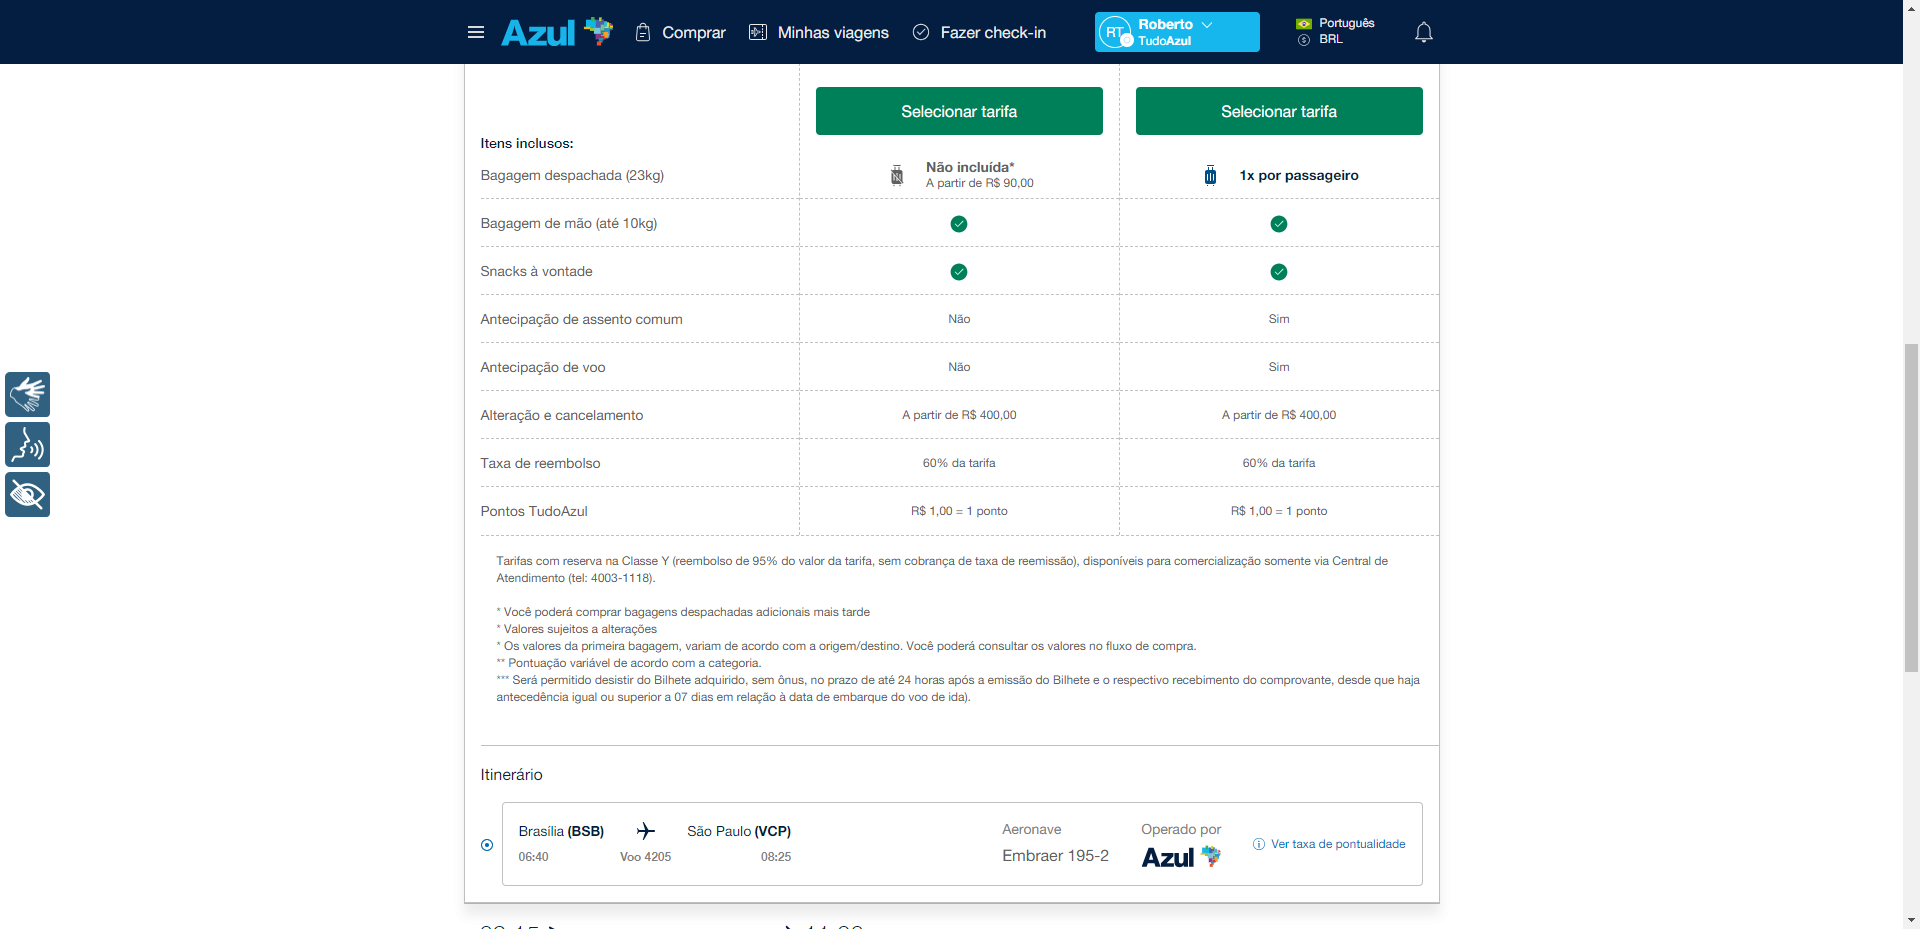 Azul
Comprar
Minhas viagens
Fazer check-in
RT
Roberto
TudoAzul
Português
BRL
Selecionar tarifa
Selecionar tarifa
Itens inclusos:
Bagagem despachada (23kg)
Não incluída*
A partir de R$ 90,00
1x por passageiro
Bagagem de mão (até 10kg)
Snacks à vontade
Antecipação de assento comum
Não
Sim
Antecipação de voo
Não
Sim
Alteração e cancelamento
A partir de R$ 400,00
A partir de R$ 400,00
Taxa de reembolso
60% da tarifa
60% da tarifa
Pontos TudoAzul
R$ 1,00 = 1 ponto
R$ 1,00 = 1 ponto
Tarifas com reserva na Classe Y (reembolso de 95% do valor da tarifa, sem cobrança de taxa de reemissão), disponíveis para comercialização somente via Central de
Atendimento (tel: 4003-1118).
* Você poderá comprar bagagens despachadas adicionais mais tarde
* Valores sujeitos a alterações
* Os valores da primeira bagagem, variam de acordo com a origem/destino. Você poderá consultar os valores no fluxo de compra.
** Pontuação variável de acordo com a categoria.
*** Será permitido desistir do Bilhete adquirido, sem ônus, no prazo de até 24 horas após a emissão do Bilhete e o respectivo recebimento do comprovante, desde que haja
antecedência igual ou superior a 07 dias em relação à data de embarque do voo de ida).
Itinerário
Brasília (BSB)
São Paulo (VCP)
06:40
Voo 4205
08:25
Aeronave
Embraer 195-2
Operado por
Azul
Ver taxa de pontualidade